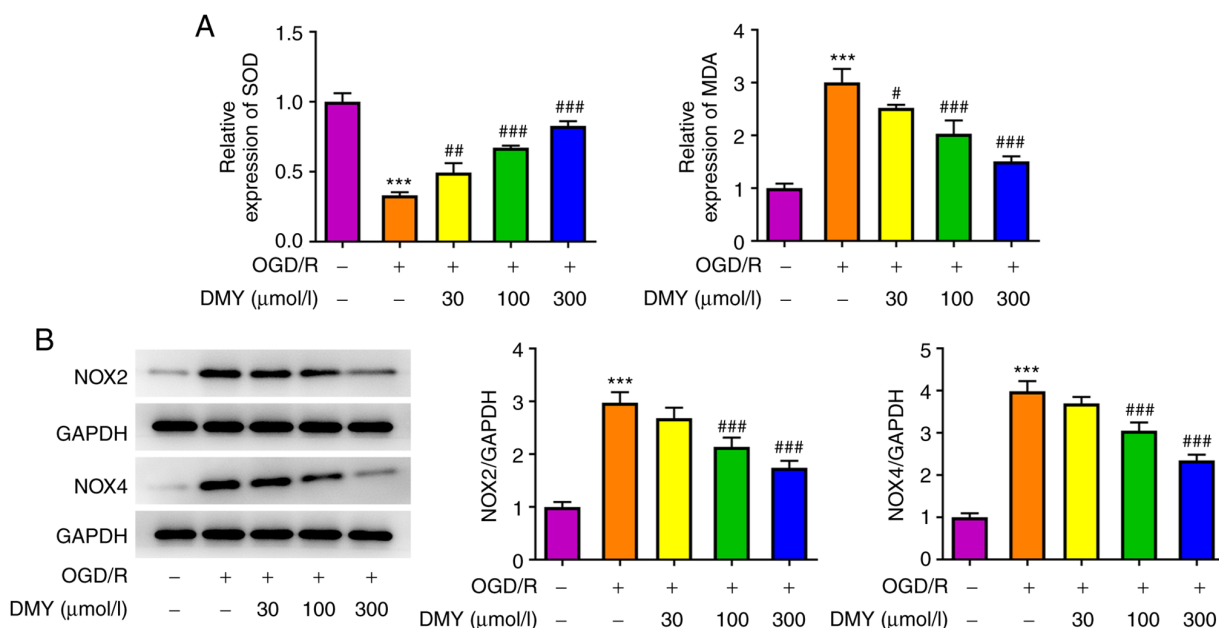 A
Relative
expression of SOD
1.5
1.0
0.5
0.0
***
##
###
###
OGD/R − + + + +
DMY (μmol/l) − − 30 100 300
Relative
expression of MDA
4
3
2
1
0
***
#
###
###
OGD/R − + + + +
DMY (μmol/l) − − 30 100 300
B
NOX2
GAPDH
NOX4
GAPDH
OGD/R − + + + +
DMY (μmol/l) − − 30 100 300
NOX2/GAPDH
4
3
2
1
0
***
###
###
OGD/R − + + + +
DMY (μmol/l) − − 30 100 300
NOX4/GAPDH
5
4
3
2
1
0
***
###
###
OGD/R − + + + +
DMY (μmol/l) − − 30 100 300